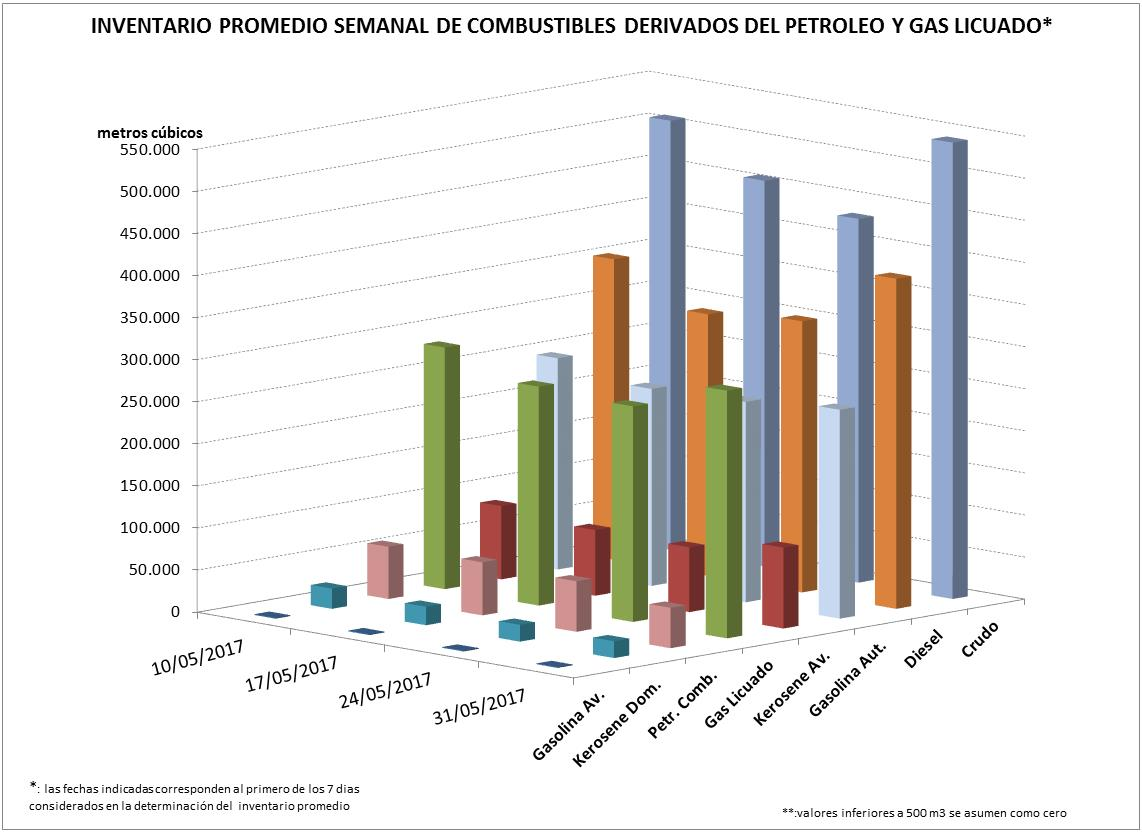 INVENTARIO PROMEDIO SEMANAL DE COMBUSTIBLES DERIVADOS DEL PETROLEO Y GAS LICUADO*
metros cúbicos
550.000
500.000
450.000
400.000
350.000
300.000
250.000
200.000
150.000
100.000
50.000
0
10/05/2017
17/05/2017
24/05/2017
31/05/2017
Gasolina Av.
Kerosene Dom.
Petr. Comb.
Gas Licuado
Kerosene Av.
Gasolina Aut.
Diesel
Crudo
*: las fechas indicadas corresponden al primero de los 7 dias
considerados en la determinación del inventario promedio
**:valores inferiores a 500 m3 se asumen como cero